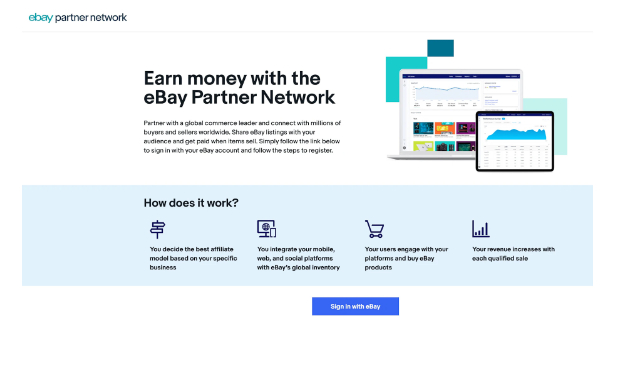 ebay partner network
Earn money with the
eBay Partner Network
Partner with a global commerce leader and connect with millions of
buyers and sellers worldwide. Share eBay listings with your
audience and get paid when items sell. Simply follow the link below
to sign in with your eBay account and follow the steps to register.
How does it work?
You decide the best affiliate
model based on your specific
business
You integrate your mobile,
web, and social platforms
with eBay's global inventory
Your users engage with your
platforms and buy eBay
products
Your revenue increases with
each qualified sale
Sign in with eBay